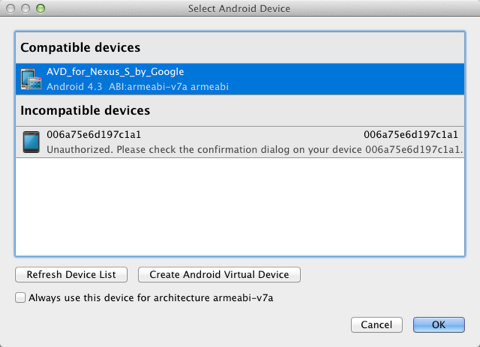 Select Android Device
Compatible devices
AVD_for_Nexus_S_by_Google
Android 4.3 ABI:armeabi-v7a armeabi
Incompatible devices
006a75e6d197c1a1 006a75e6d197c1a1
Unauthorized. Please check the confirmation dialog on your device 006a75e6d197c1a1.
Refresh Device List Create Android Virtual Device
Always use this device for architecture armeabi-v7a
Cancel OK